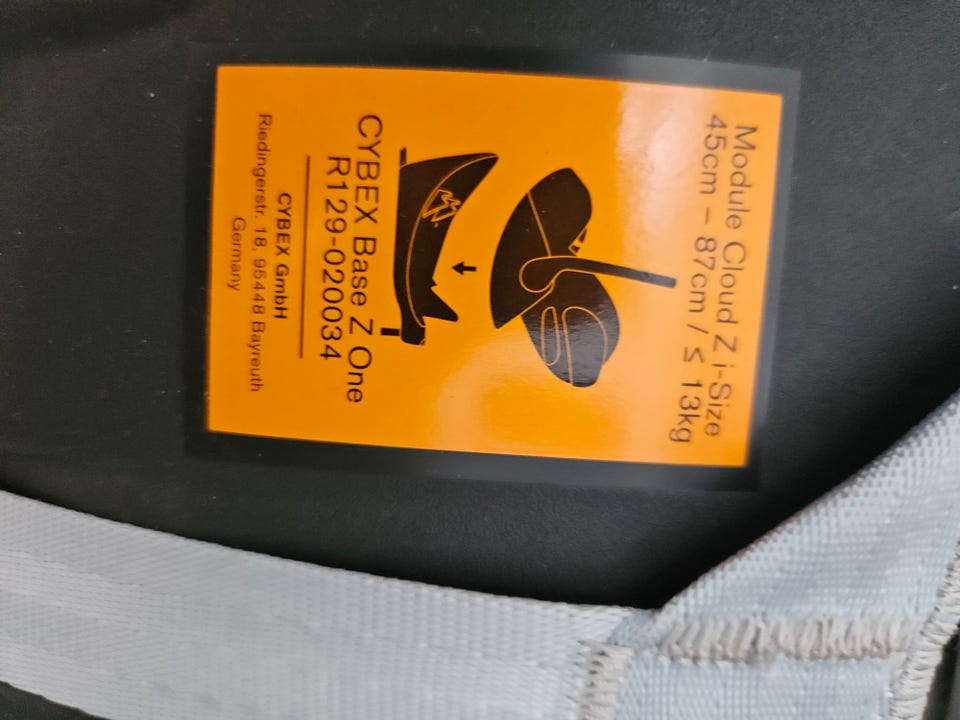 Module Cloud Z i-Size
45cm – 87cm / ≤ 13kg
CYBEX Base Z One
R129-020034
CYBEX GmbH
Riedingerstr. 18, 95448 Bayreuth
Germany